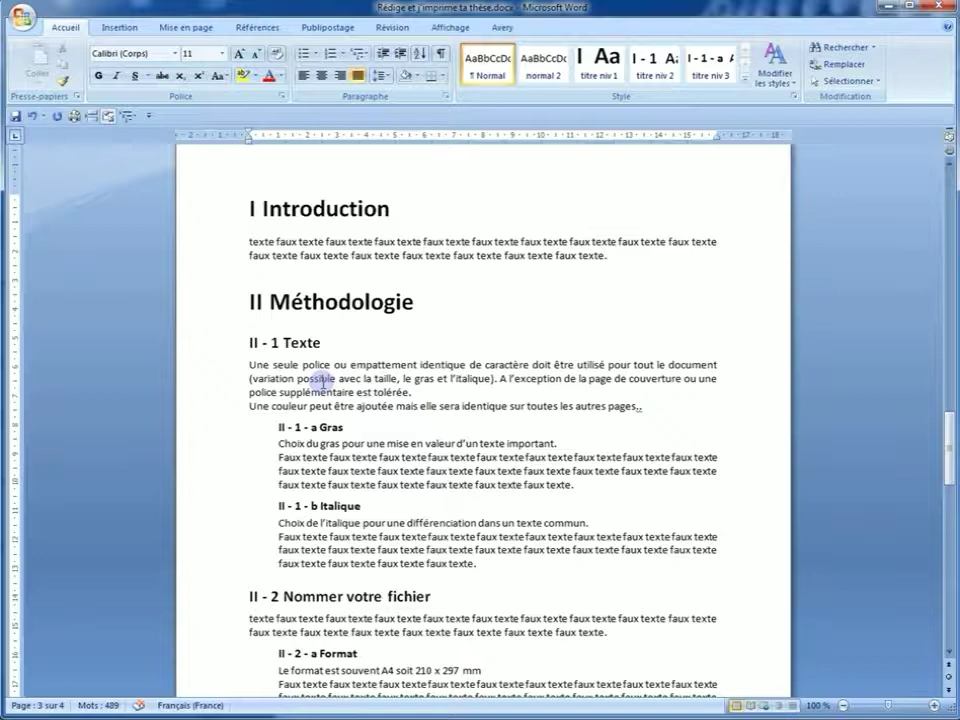 Rédige et j'imprime ta thèse.docx - Microsoft Word
Accueil Insertion Mise en page Références Publipostage Révision Affichage Avery
Coller
Calibri (Corps) 11
G I S abe X₂ X² Aa A
AaBbCcDc AaBbCcDc I Aa I - 1 A I - 1 - a A
¶ Normal normal 2 titre niv 1 titre niv 2 titre niv 3
Modifier les styles
Rechercher
Remplacer
Sélectionner
Presse-papiers Police Paragraphe Style Modification
I Introduction
texte faux texte faux texte faux texte faux texte faux texte faux texte faux texte faux texte faux texte
faux texte faux texte faux texte faux texte faux texte faux texte faux texte.
II Méthodologie
II - 1 Texte
Une seule police ou empattement identique de caractère doit être utilisé pour tout le document
(variation possible avec la taille, le gras et l'italique). A l'exception de la page de couverture ou une
police supplémentaire est tolérée.
Une couleur peut être ajoutée mais elle sera identique sur toutes les autres pages..
II - 1 - a Gras
Choix du gras pour une mise en valeur d'un texte important.
Faux texte faux texte faux texte faux texte faux texte faux texte faux texte faux texte faux texte
faux texte faux texte faux texte faux texte faux texte faux texte faux texte faux texte faux texte
faux texte faux texte faux texte faux texte faux texte faux texte.
II - 1 - b Italique
Choix de l'italique pour une différenciation dans un texte commun.
Faux texte faux texte faux texte faux texte faux texte faux texte faux texte faux texte faux texte
faux texte faux texte faux texte faux texte faux texte faux texte faux texte faux texte faux texte
faux texte faux texte faux texte faux texte.
II - 2 Nommer votre fichier
texte faux texte faux texte faux texte faux texte faux texte faux texte faux texte faux texte faux texte
faux texte faux texte faux texte faux texte faux texte faux texte faux texte.
II - 2 - a Format
Le format est souvent A4 soit 210 x 297 mm
Faux texte faux texte faux texte faux texte faux texte faux texte faux texte faux texte faux texte
faux texte faux texte faux texte faux texte faux texte faux texte faux texte faux texte faux texte
Page : 3 sur 4 Mots : 489 Français (France) 100 %